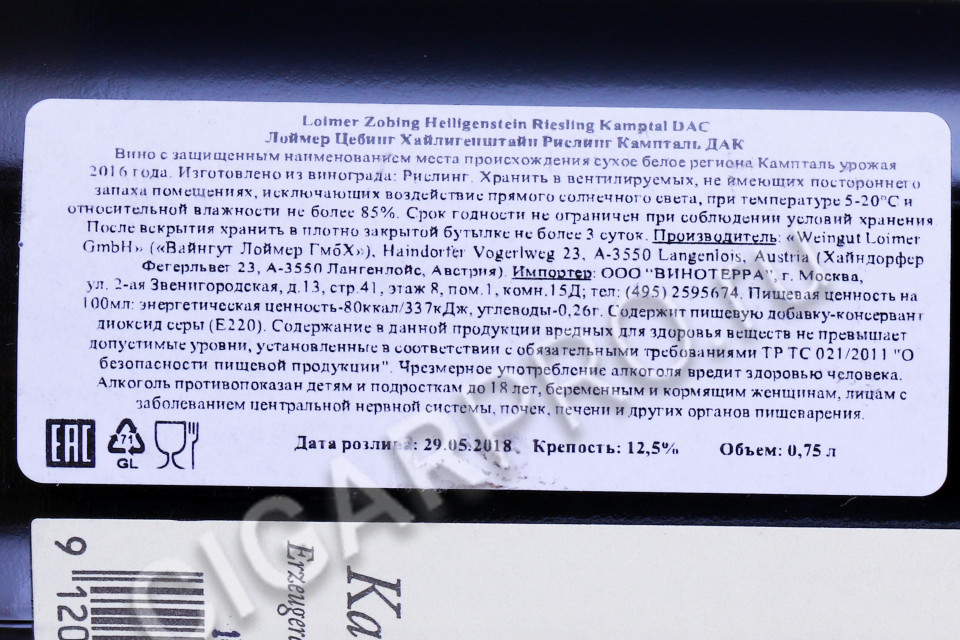 Loimer Zobing Heiligenstein Riesling Kamptal DAC
Лоймер Цебинг Хайлигенштайн Рислинг Кампталь ДАК
Вино с защищенным наименованием места происхождения сухое белое региона Кампталь урожая
2016 года. Изготовлено из винограда: Рислинг. Хранить в вентилируемых, не имеющих постороннего
запаха помещениях, исключающих воздействие прямого солнечного света, при температуре 5-20°C и
относительной влажности не более 85%. Срок годности не ограничен при соблюдении условий хранения
После вскрытия хранить в плотно закрытой бутылке не более 3 суток. Производитель: «Weingut Loimer
GmbH» («Вайнгут Лоймер ГмбХ»), Haindorfer Vogerlweg 23, A-3550 Langenlois, Austria (Хайндорфер
Фегерльвет 23, А-3550 Лангенлойс, Австрия). Импортер: ООО "ВИНОТЕРРА", г. Москва,
ул. 2-ая Звенигородская, д.13, стр.41, этаж 8, пом.1, комн.15Д; тел: (495) 2595674. Пищевая ценность на
100мл: энергетическая ценность-80ккал/337кДж, углеводы-0,26г. Содержит пищевую добавку-консервант
диоксид серы (E220). Содержание в данной продукции вредных для здоровья веществ не превышает
допустимые уровни, установленные в соответствии с обязательными требованиями ТР ТС 021/2011 "О
безопасности пищевой продукции". Чрезмерное употребление алкоголя вредит здоровью человека.
Алкоголь противопоказан детям и подросткам до 18 лет, беременным и кормящим женщинам, лицам с
заболеванием центральной нервной системы, почек, печени и других органов пищеварения.
EAC 71 GL Дата розлива: 29.05.2018 Крепость: 12,5% Объем: 0,75 л
CIGARPRO.ru
9 120
Erzeuger
Ka